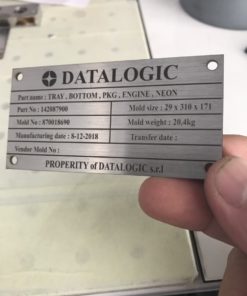 DATALOGIC
Part name : TRAY , BOTTOM , PKG , ENGINE , NEON
Part No : 142087900 Mold size : 29 x 310 x 171
Mold No : 870018690 Mold weight : 20,4kg
Manufacturing date : 8-12-2018 Transfer date :
Vendor Mold No :
PROPERITY of DATALOGIC s.r.l